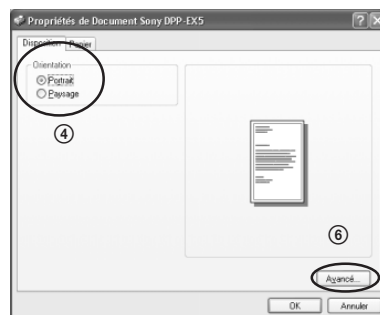 Propriétés de Document Sony DPP-EX5
Disposition Papier
Orientation
Portrait
Paysage
④
⑥
Avancé...
OK Annuler